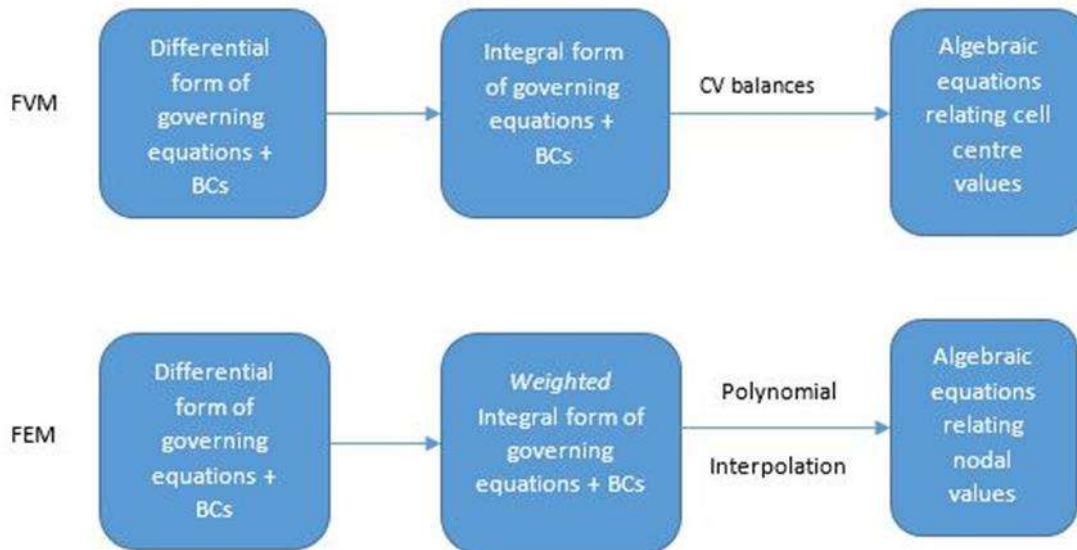 FVM
Differential
form of
governing
equations +
BCs
Integral form
of governing
equations +
BCs
CV balances
Algebraic
equations
relating cell
centre
values
FEM
Differential
form of
governing
equations +
BCs
Weighted
Integral form of
governing
equations + BCs
Polynomial
Interpolation
Algebraic
equations
relating
nodal
values